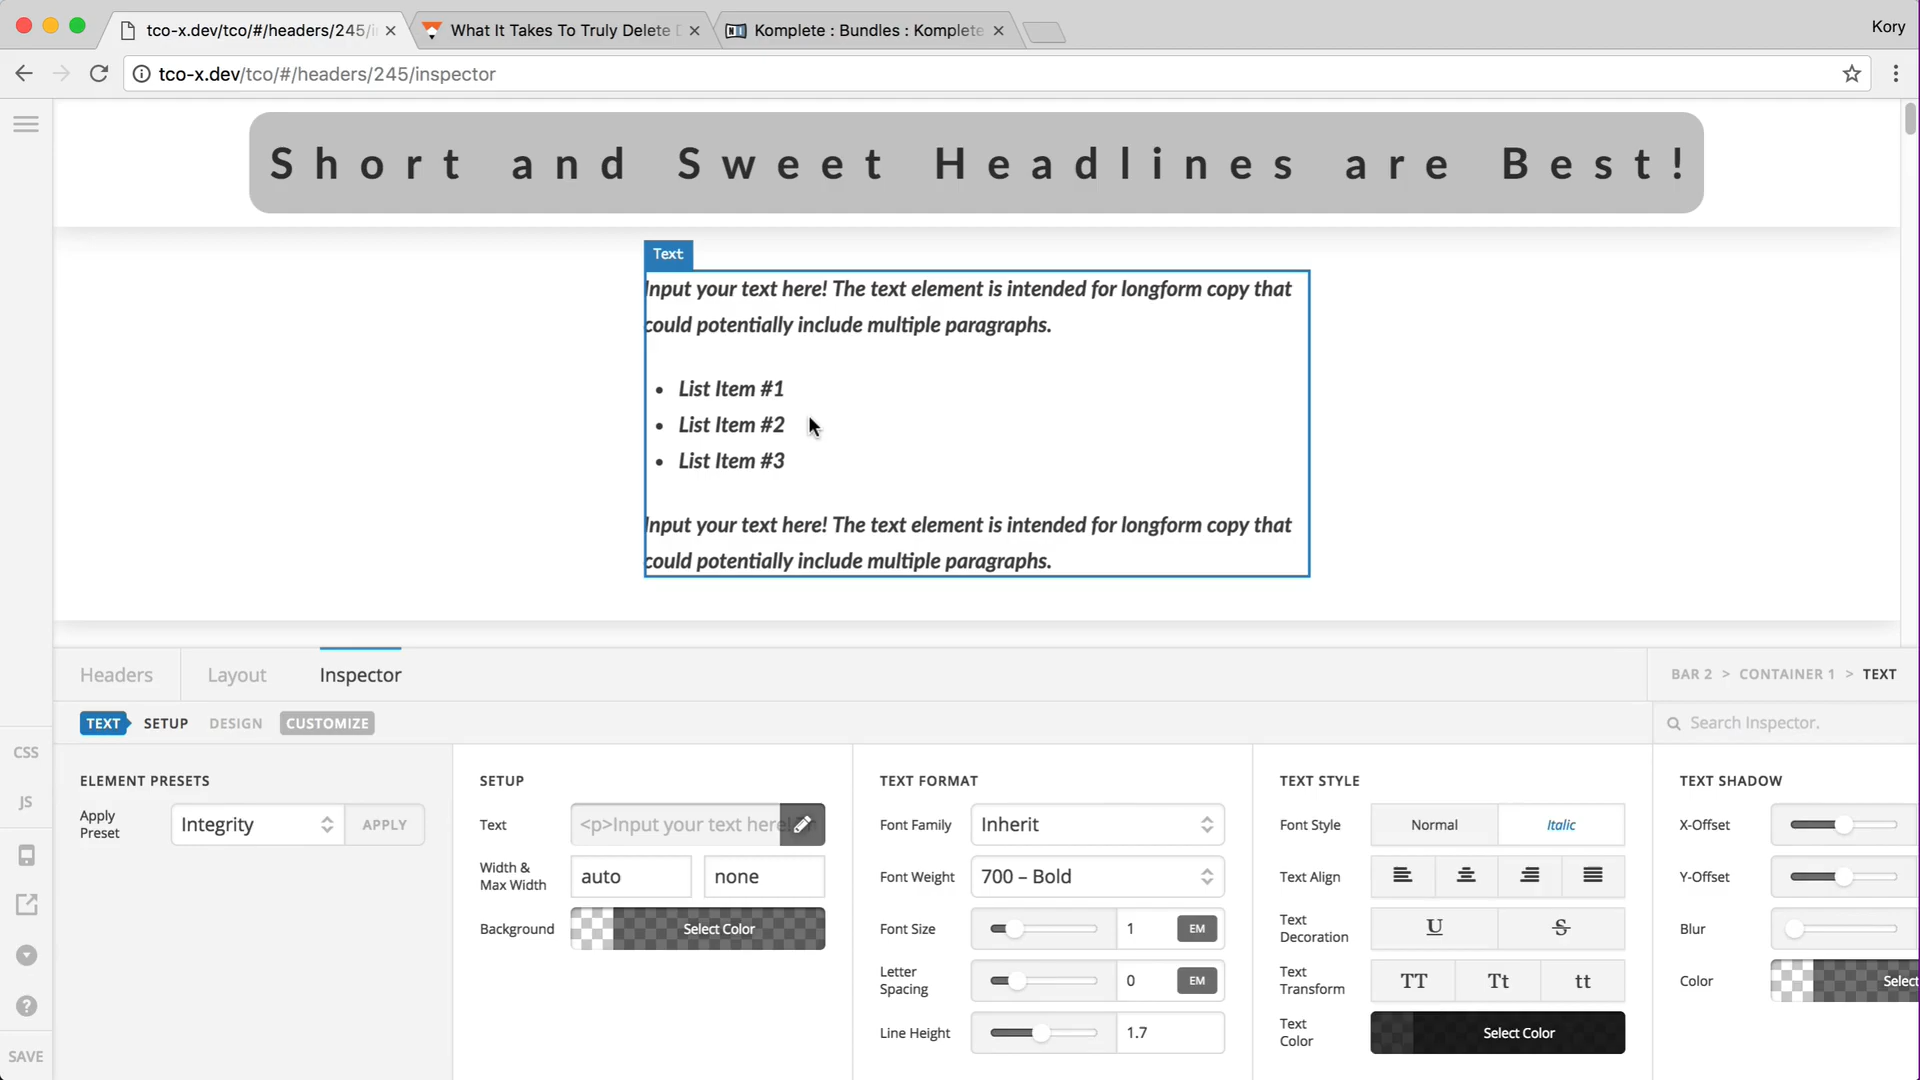 tco-x.dev/tco/#/headers/245/i
What It Takes To Truly Delete D
Komplete : Bundles : Komplete
Kory
tco-x.dev/tco/#/headers/245/inspector
Short and Sweet Headlines are Best!
Text
Input your text here! The text element is intended for longform copy that
could potentially include multiple paragraphs.
• List Item #1
• List Item #2
• List Item #3
Input your text here! The text element is intended for longform copy that
could potentially include multiple paragraphs.
Headers
Layout
Inspector
BAR 2 > CONTAINER 1 > TEXT
TEXT
SETUP
DESIGN
CUSTOMIZE
Search Inspector.
CSS
JS
SAVE
ELEMENT PRESETS
Apply
Preset
Integrity
APPLY
SETUP
Text
<p>Input your text here!
Width &
Max Width
auto
none
Background
Select Color
TEXT FORMAT
Font Family
Inherit
Font Weight
700 – Bold
Font Size
1
EM
Letter
Spacing
0
EM
Line Height
1.7
TEXT STYLE
Font Style
Normal
Italic
Text Align
Text
Decoration
U
S
Text
Transform
TT
Tt
tt
Text
Color
Select Color
TEXT SHADOW
X-Offset
Y-Offset
Blur
Color
Select